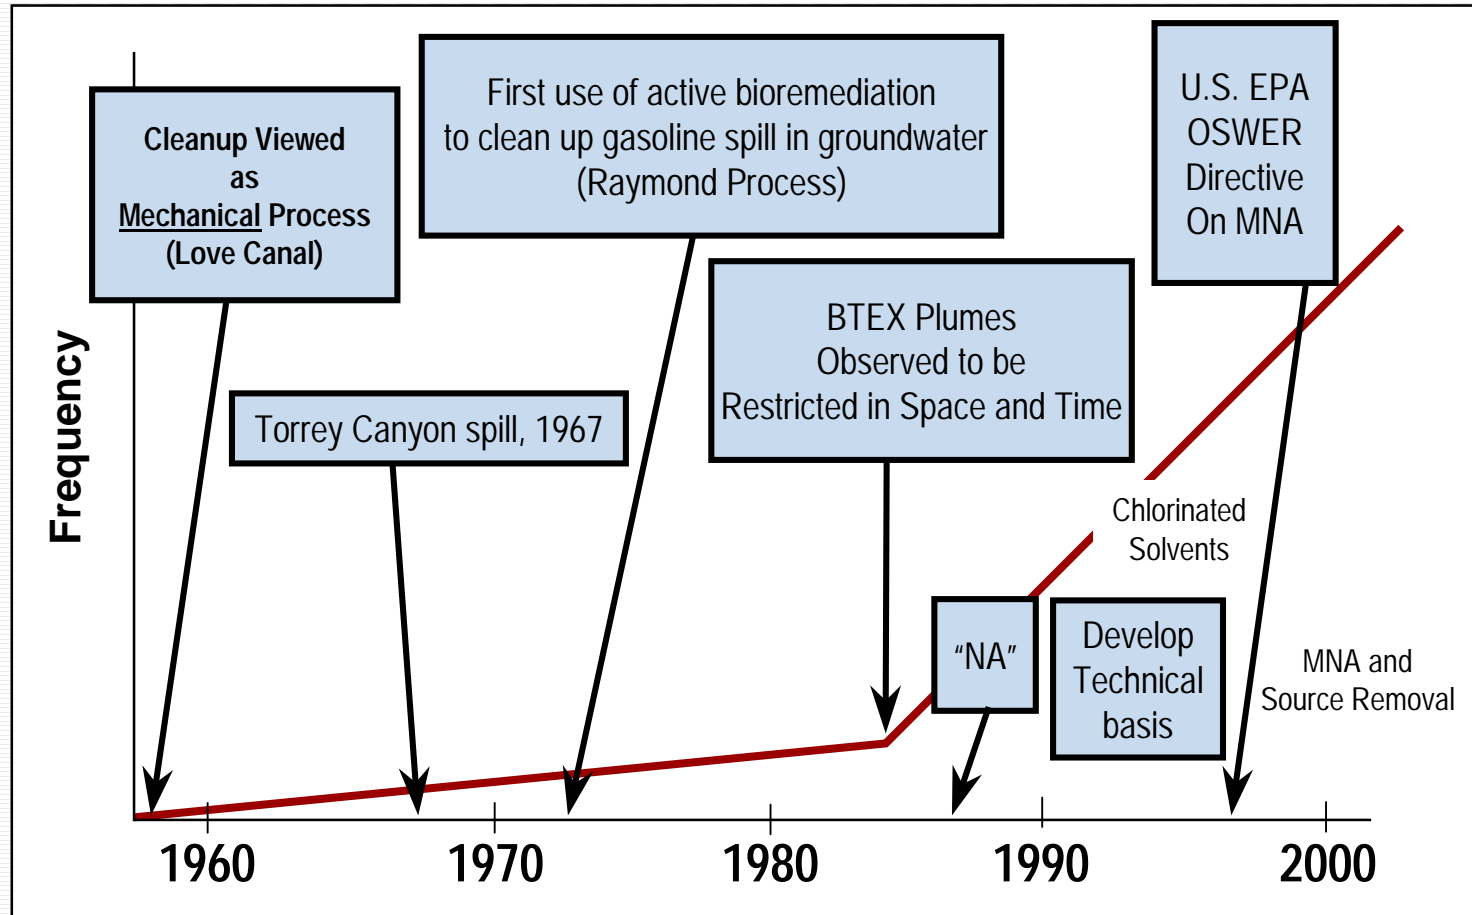 Cleanup Viewed
as
Mechanical Process
(Love Canal)
First use of active bioremediation
to clean up gasoline spill in groundwater
(Raymond Process)
U.S. EPA
OSWER
Directive
On MNA
Torrey Canyon spill, 1967
BTEX Plumes
Observed to be
Restricted in Space and Time
Frequency
Chlorinated
Solvents
“NA”
Develop
Technical
basis
MNA and
Source Removal
1960
1970
1980
1990
2000